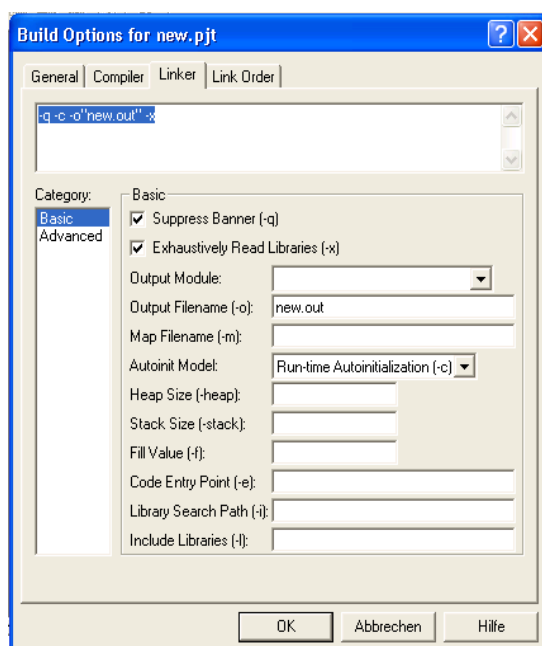 Build Options for new.pjt
General Compiler Linker Link Order
-q -c -o"new.out" -x
Category:
Basic
Advanced
Basic
Suppress Banner (-q)
Exhaustively Read Libraries (-x)
Output Module:
Output Filename (-o): new.out
Map Filename (-m):
Autoinit Model: Run-time Autoinitialization (-c)
Heap Size (-heap):
Stack Size (-stack):
Fill Value (-f):
Code Entry Point (-e):
Library Search Path (-i):
Include Libraries (-l):
OK Abbrechen Hilfe